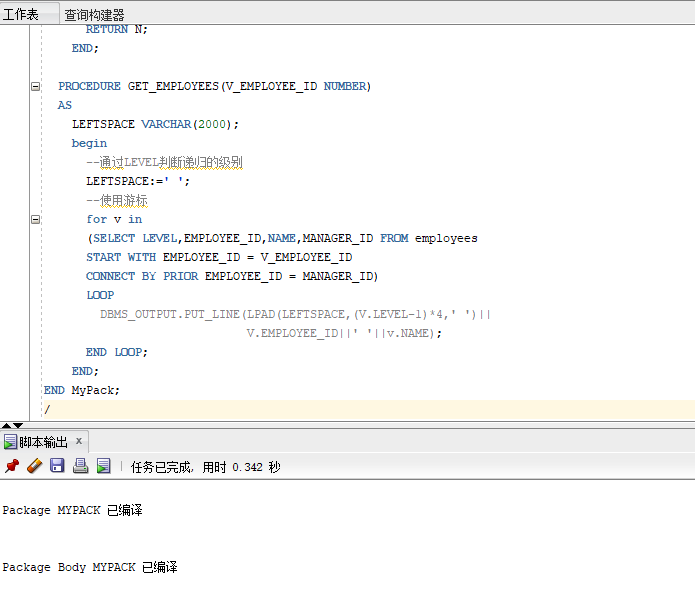 工作表 查询构建器
RETURN N;
END;
PROCEDURE GET_EMPLOYEES(V_EMPLOYEE_ID NUMBER)
AS
LEFTSPACE VARCHAR(2000);
begin
--通过LEVEL判断递归的级别
LEFTSPACE:=' ';
--使用游标
for v in
(SELECT LEVEL,EMPLOYEE_ID,NAME,MANAGER_ID FROM employees
START WITH EMPLOYEE_ID = V_EMPLOYEE_ID
CONNECT BY PRIOR EMPLOYEE_ID = MANAGER_ID)
LOOP
DBMS_OUTPUT.PUT_LINE(LPAD(LEFTSPACE,(V.LEVEL-1)*4,' ')||
V.EMPLOYEE_ID||' '||v.NAME);
END LOOP;
END;
END MyPack;
/
脚本输出 x
任务已完成, 用时 0.342 秒
Package MYPACK 已编译
Package Body MYPACK 已编译